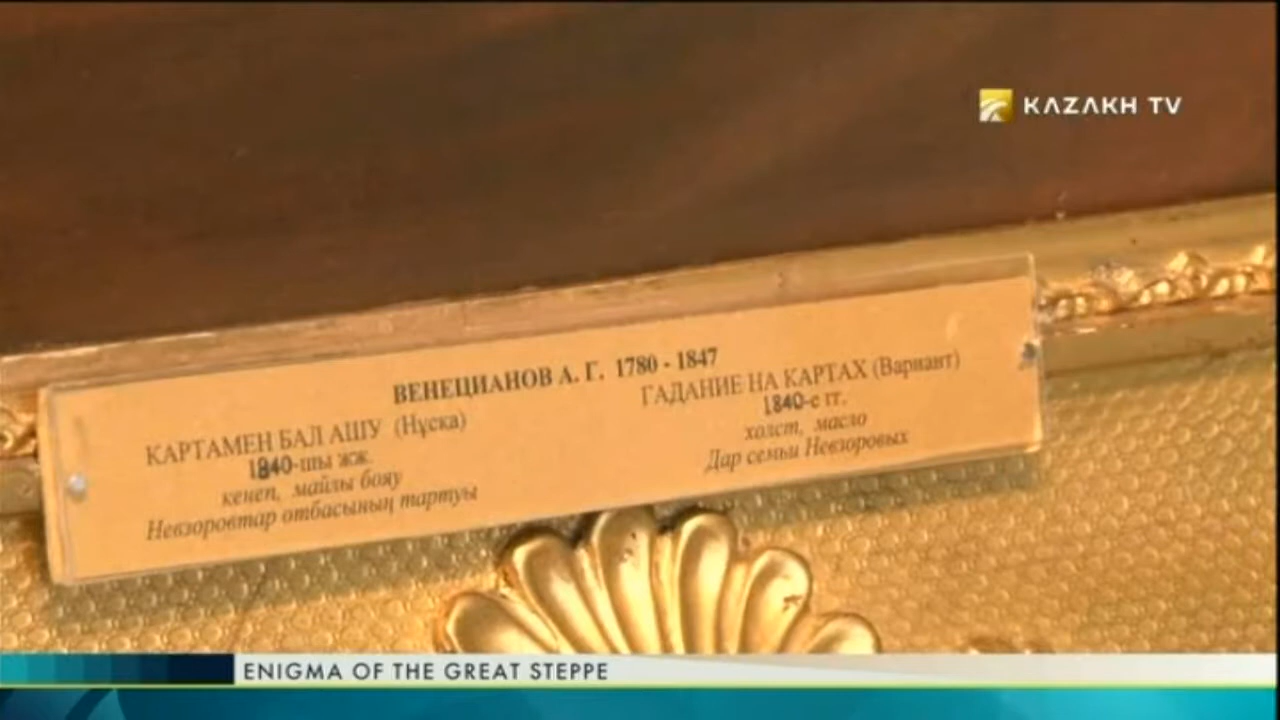 KAZAKH TV
ВЕНЕЦИАНОВ А. Г. 1780 - 1847
КАРТАМЕН БАЛ АШУ (Нұсқа)
1840-шы жж.
кенеп, майлы бояу
Невзоровтар отбасының тартуы
ГАДАНИЕ НА КАРТАХ (Вариант)
1840-е гг.
холст, масло
Дар семьи Невзоровых
ENIGMA OF THE GREAT STEPPE